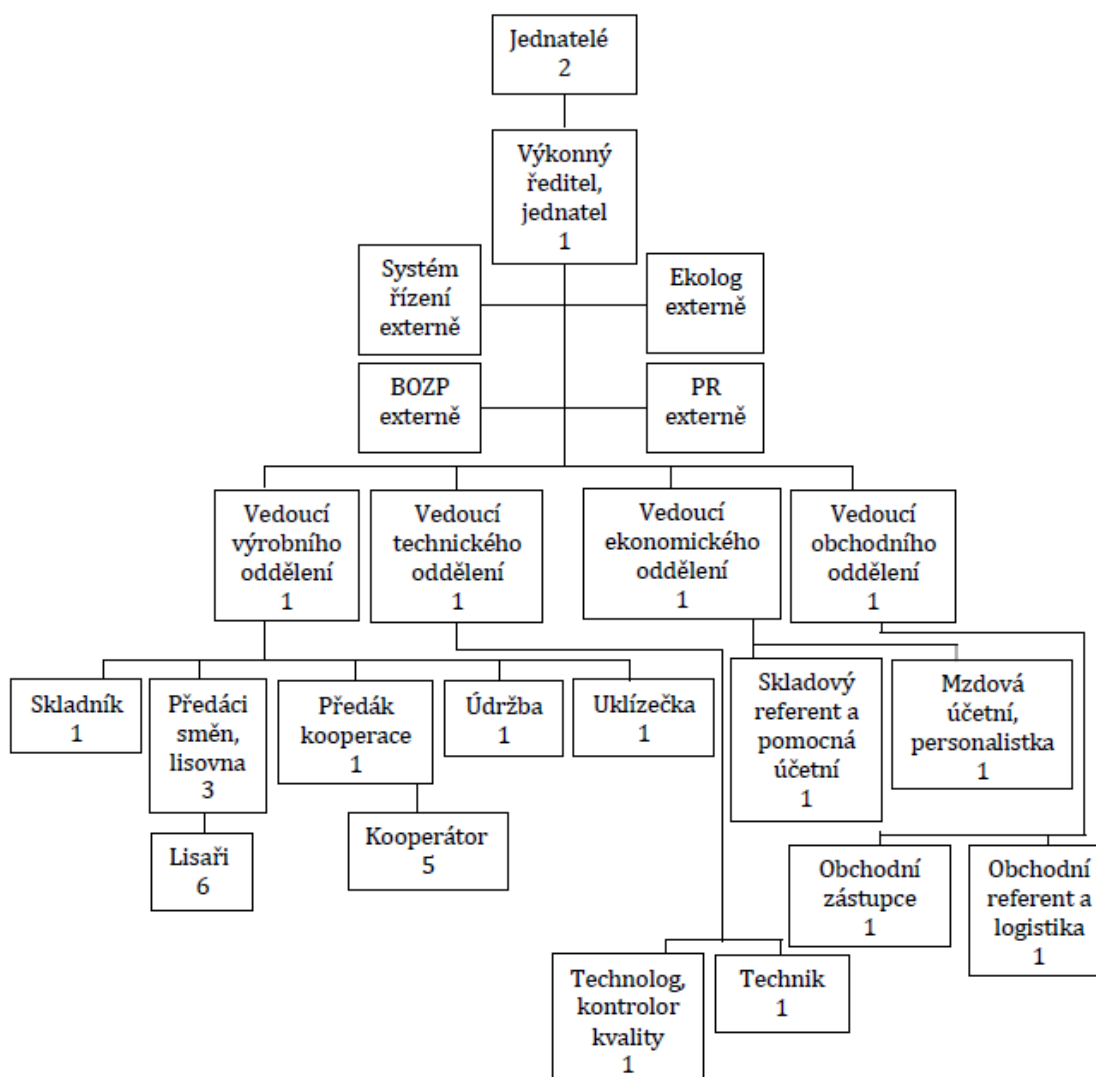 Jednatelé
2
Výkonný
ředitel,
jednatel
1
Systém
řízení
externě
Ekolog
externě
BOZP
externě
PR
externě
Vedoucí
výrobního
oddělení
1
Vedoucí
technického
oddělení
1
Vedoucí
ekonomického
oddělení
1
Vedoucí
obchodního
oddělení
1
Skladník
1
Předáci
směn,
lisovna
3
Předák
kooperace
1
Údržba
1
Uklízečka
1
Skladový
referent a
pomocná
účetní
1
Mzdová
účetní,
personalistka
1
Lisaři
6
Kooperátor
5
Obchodní
zástupce
1
Obchodní
referent a
logistika
1
Technolog,
kontrolor
kvality
1
Technik
1